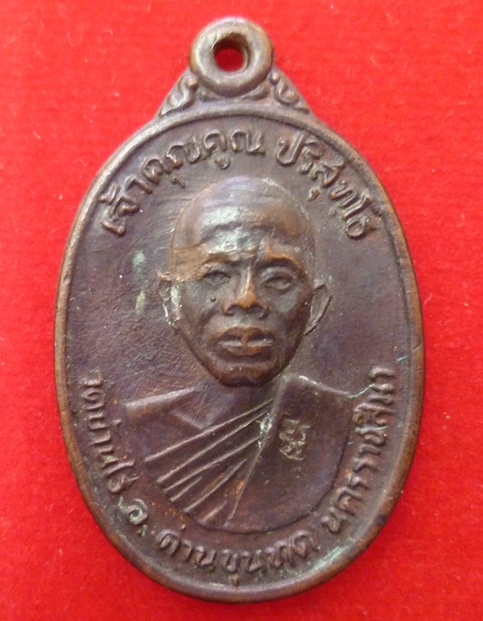 เจ้าคุณคูณ ปริสุทฺโธ
วัดบ้านไร่ อ. ด่านขุนทด นครราชสีมา